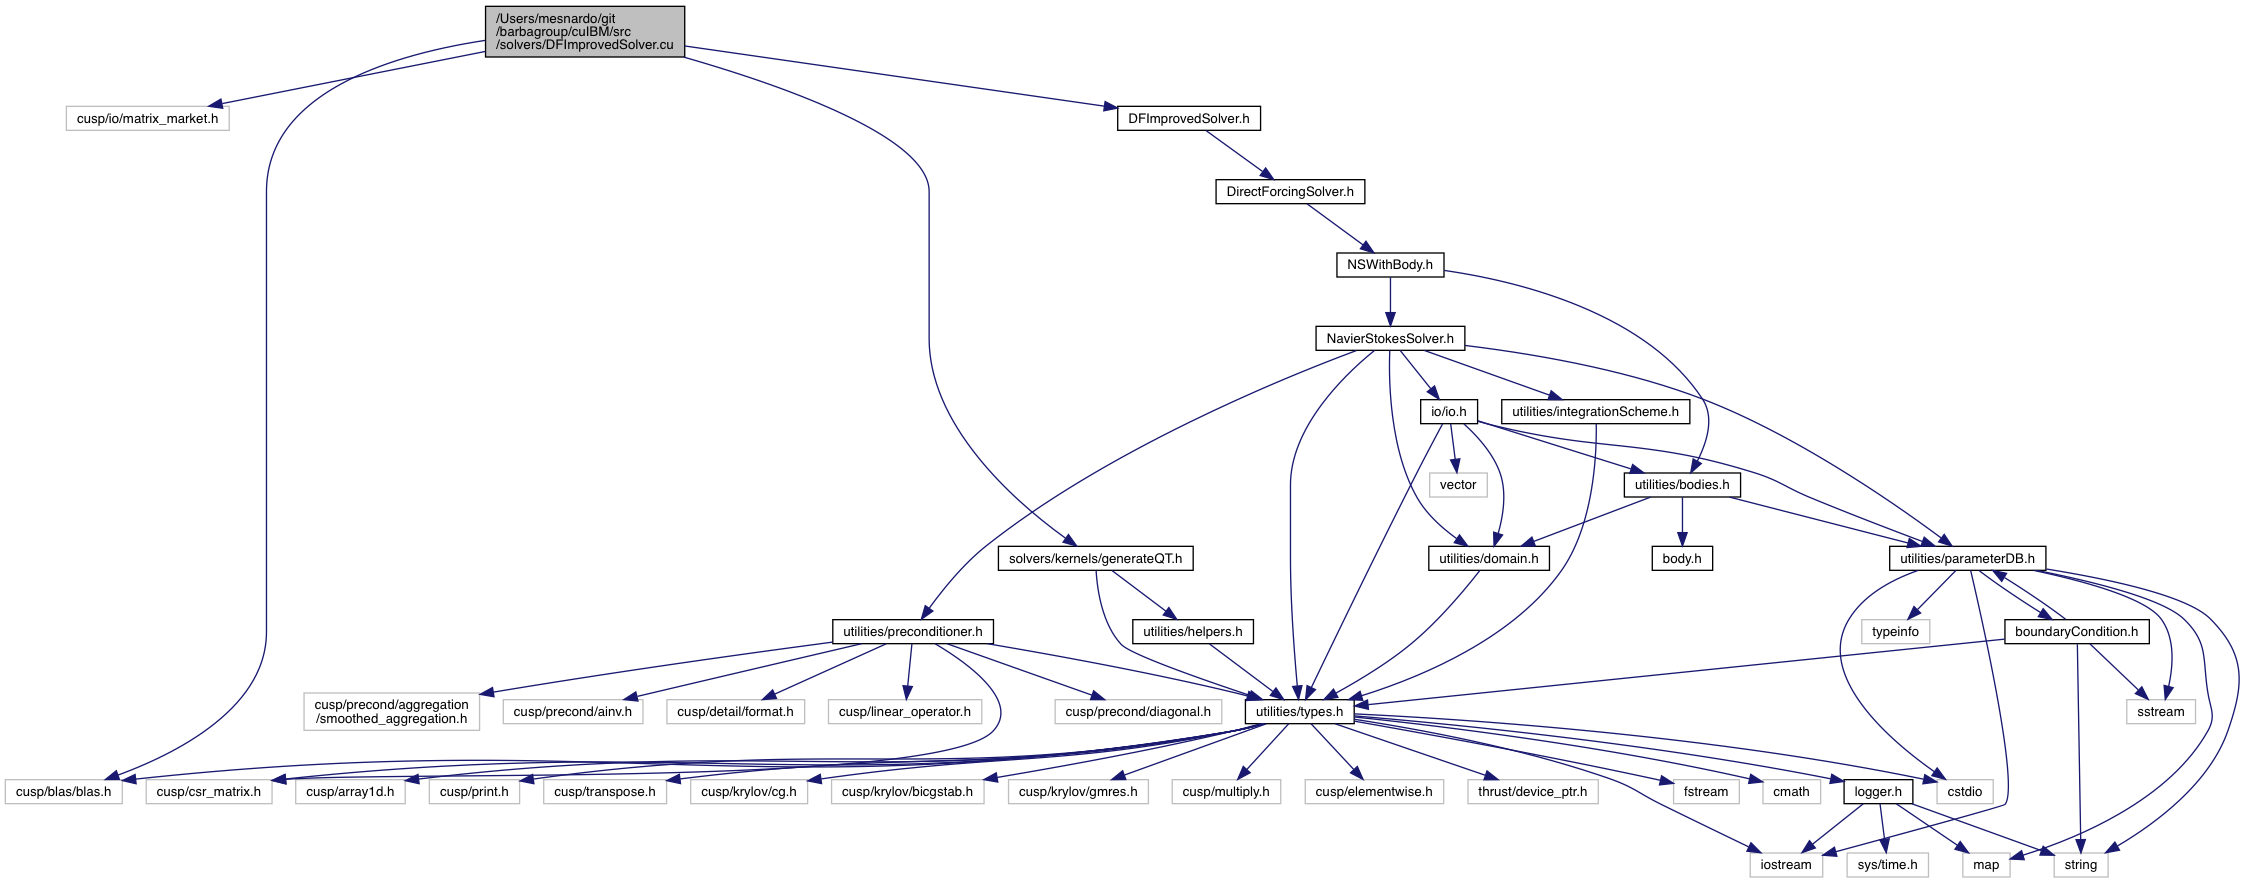 /Users/mesnardo/git
/barbagroup/cuIBM/src
/solvers/DFImprovedSolver.cu
cusp/io/matrix_market.h
DFImprovedSolver.h
DirectForcingSolver.h
NSWithBody.h
NavierStokesSolver.h
io/io.h
utilities/integrationScheme.h
vector
utilities/bodies.h
solvers/kernels/generateQT.h
utilities/domain.h
body.h
utilities/parameterDB.h
utilities/preconditioner.h
utilities/helpers.h
typeinfo
boundaryCondition.h
cusp/precond/aggregation
/smoothed_aggregation.h
cusp/precond/ainv.h
cusp/detail/format.h
cusp/linear_operator.h
cusp/precond/diagonal.h
utilities/types.h
sstream
cusp/blas/blas.h
cusp/csr_matrix.h
cusp/array1d.h
cusp/print.h
cusp/transpose.h
cusp/krylov/cg.h
cusp/krylov/bicgstab.h
cusp/krylov/gmres.h
cusp/multiply.h
cusp/elementwise.h
thrust/device_ptr.h
fstream
cmath
logger.h
cstdio
iostream
sys/time.h
map
string